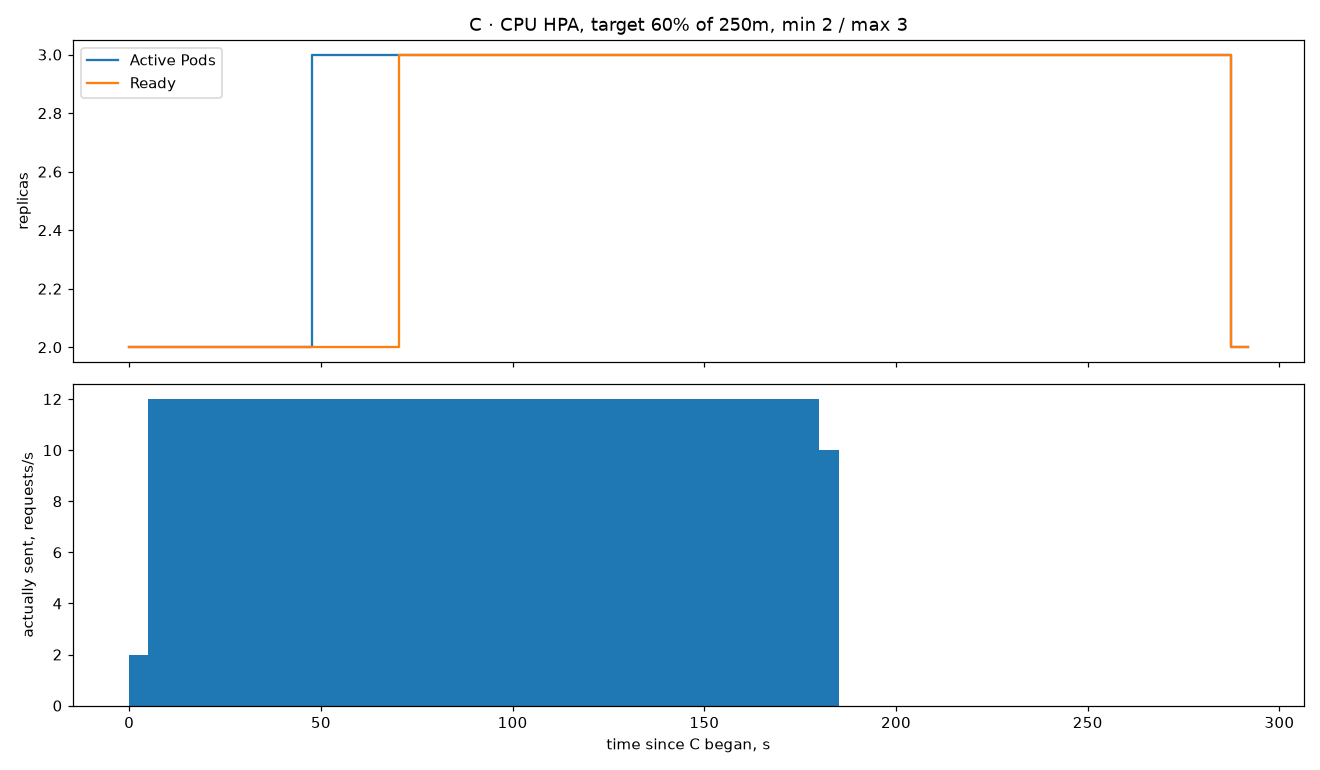 C · CPU HPA, target 60% of 250m, min 2 / max 3
Active Pods
Ready
replicas
3.0
2.8
2.6
2.4
2.2
2.0
actually sent, requests/s
12
10
8
6
4
2
0
0 50 100 150 200 250 300
time since C began, s